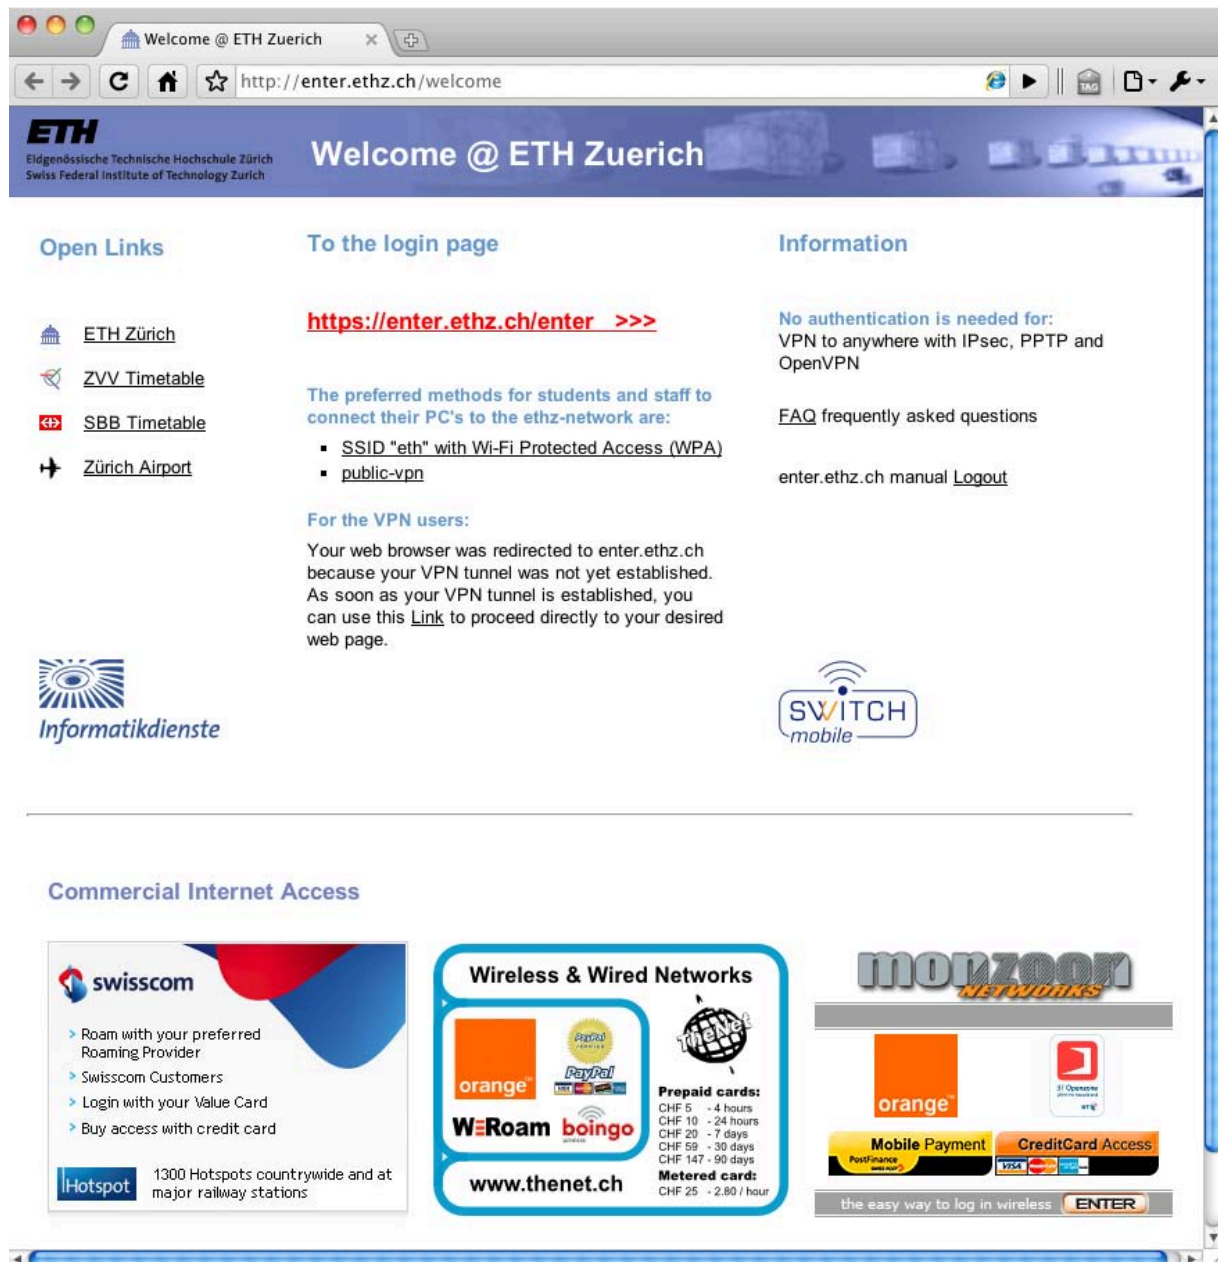 Welcome @ ETH Zuerich
http://enter.ethz.ch/welcome
TAG
ETH
Eidgenössische Technische Hochschule Zürich
Swiss Federal Institute of Technology Zurich
Welcome @ ETH Zuerich
Open Links
ETH Zürich
ZVV Timetable
SBB Timetable
Zürich Airport
To the login page
https://enter.ethz.ch/enter >>>
The preferred methods for students and staff to
connect their PC's to the ethz-network are:
SSID "eth" with Wi-Fi Protected Access (WPA)
public-vpn
For the VPN users:
Your web browser was redirected to enter.ethz.ch
because your VPN tunnel was not yet established.
As soon as your VPN tunnel is established, you
can use this Link to proceed directly to your desired
web page.
Information
No authentication is needed for:
VPN to anywhere with IPsec, PPTP and
OpenVPN
FAQ frequently asked questions
enter.ethz.ch manual Logout
Informatikdienste
SWITCH
mobile
Commercial Internet Access
swisscom
> Roam with your preferred
Roaming Provider
> Swisscom Customers
> Login with your Value Card
> Buy access with credit card
Hotspot
1300 Hotspots countrywide and at
major railway stations
Wireless & Wired Networks
orange™
PayPal
PayPal
VISA
WERoam
boingo
www.thenet.ch
TheNet
Prepaid cards:
CHF 5 - 4 hours
CHF 10 - 24 hours
CHF 20 - 7 days
CHF 59 - 30 days
CHF 147 - 90 days
Metered card:
CHF 25 - 2.80 / hour
monzoon
NETWORKS
orange™
BT Openzone
BT
Mobile Payment
PostFinance
SWISS POST
CreditCard Access
VISA
the easy way to log in wireless
ENTER